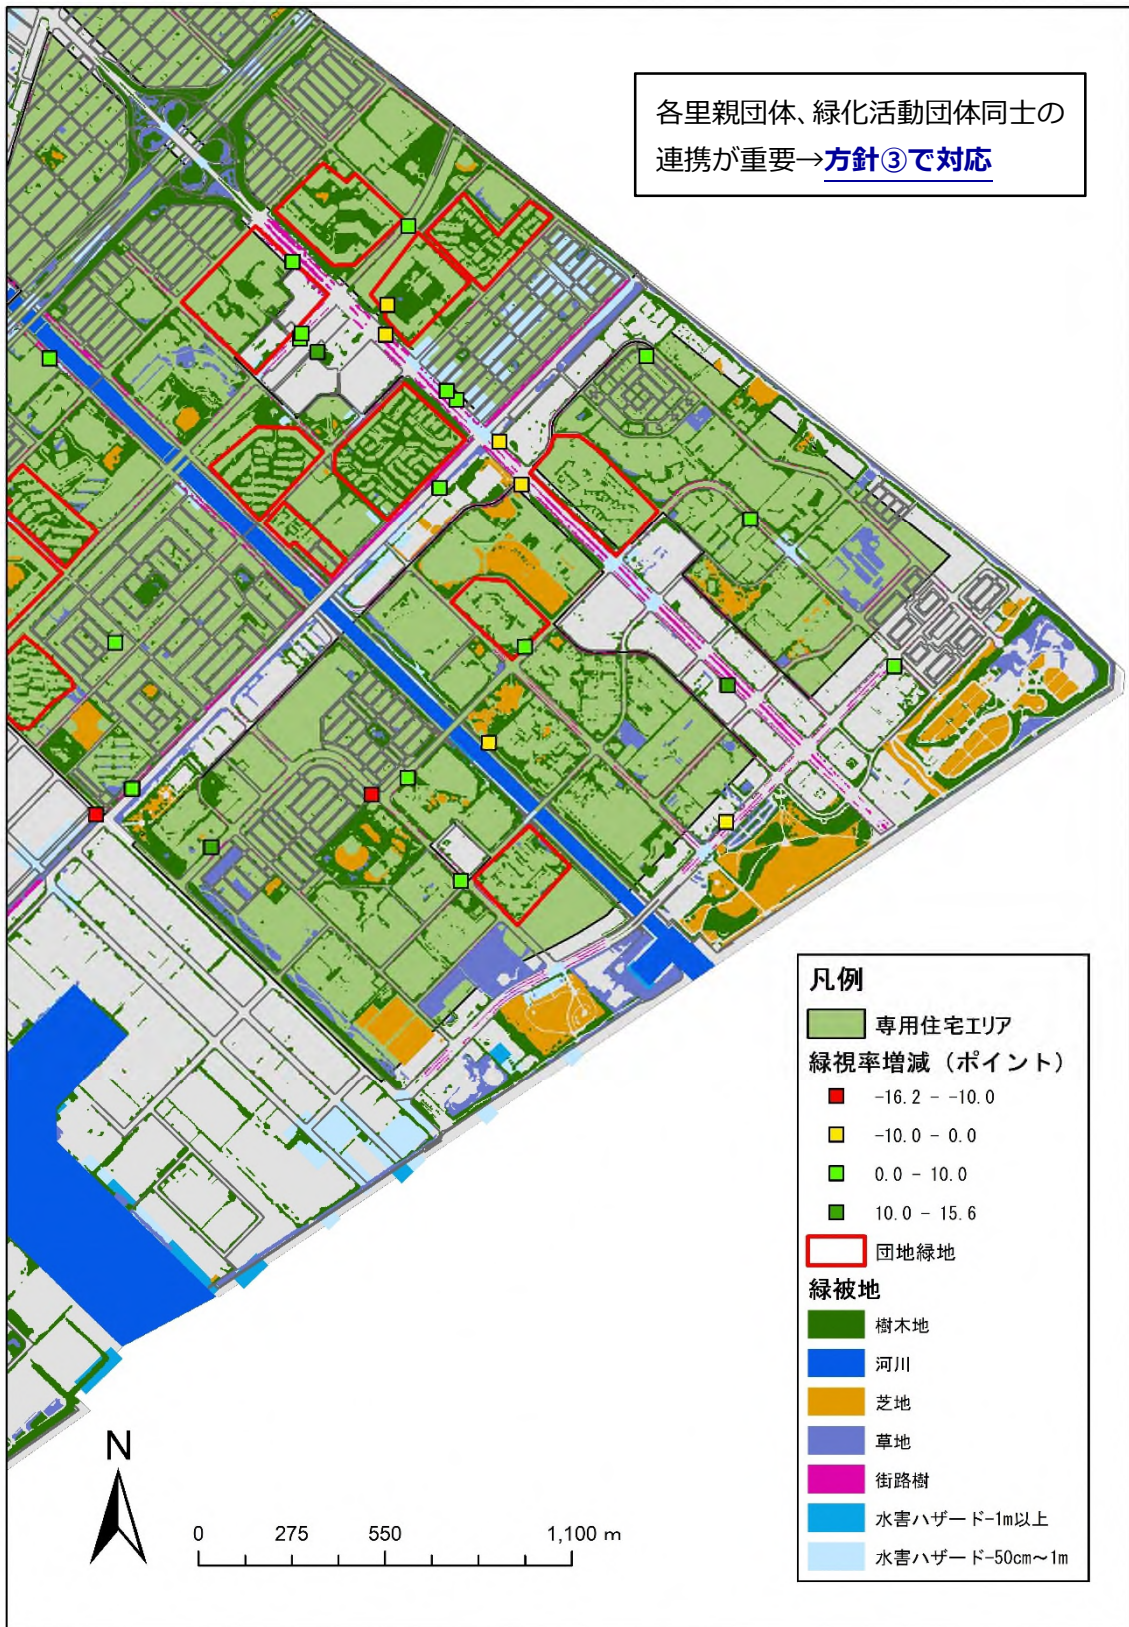 各里親団体、緑化活動団体同士の
連携が重要→方針③で対応
凡例
専用住宅エリア
緑視率増減（ポイント）
-16.2 - -10.0
-10.0 - 0.0
0.0 - 10.0
10.0 - 15.6
団地緑地
緑被地
樹木地
河川
芝地
草地
街路樹
水害ハザード-1m以上
水害ハザード-50cm～1m
N
0 275 550 1,100 m